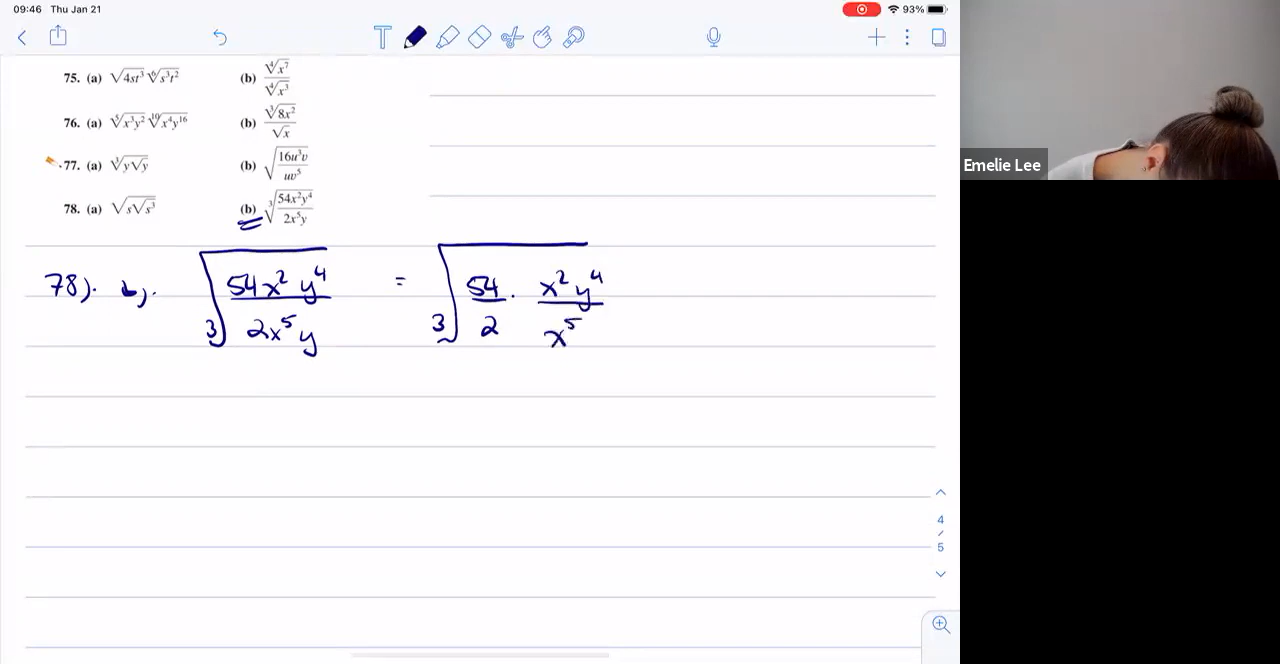 09:46 Thu Jan 21
93%
75. (a) √(4st³) ⁶√(s³t²) (b) ⁴√(x⁷) / ⁴√(x³)
76. (a) ⁵√(x³y²) ¹⁰√(x⁴y¹⁶) (b) ³√(8x²) / √x
77. (a) ³√(y√y) (b) √(16u³v / uv⁵)
78. (a) √(s√(s³)) (b) ³√(54x²y⁴ / 2x⁵y)
Emelie Lee
78). b). ³√(54x²y⁴ / 2x⁵y) = ³√(54/2 · x²y⁴ / x⁵)
4
/
5